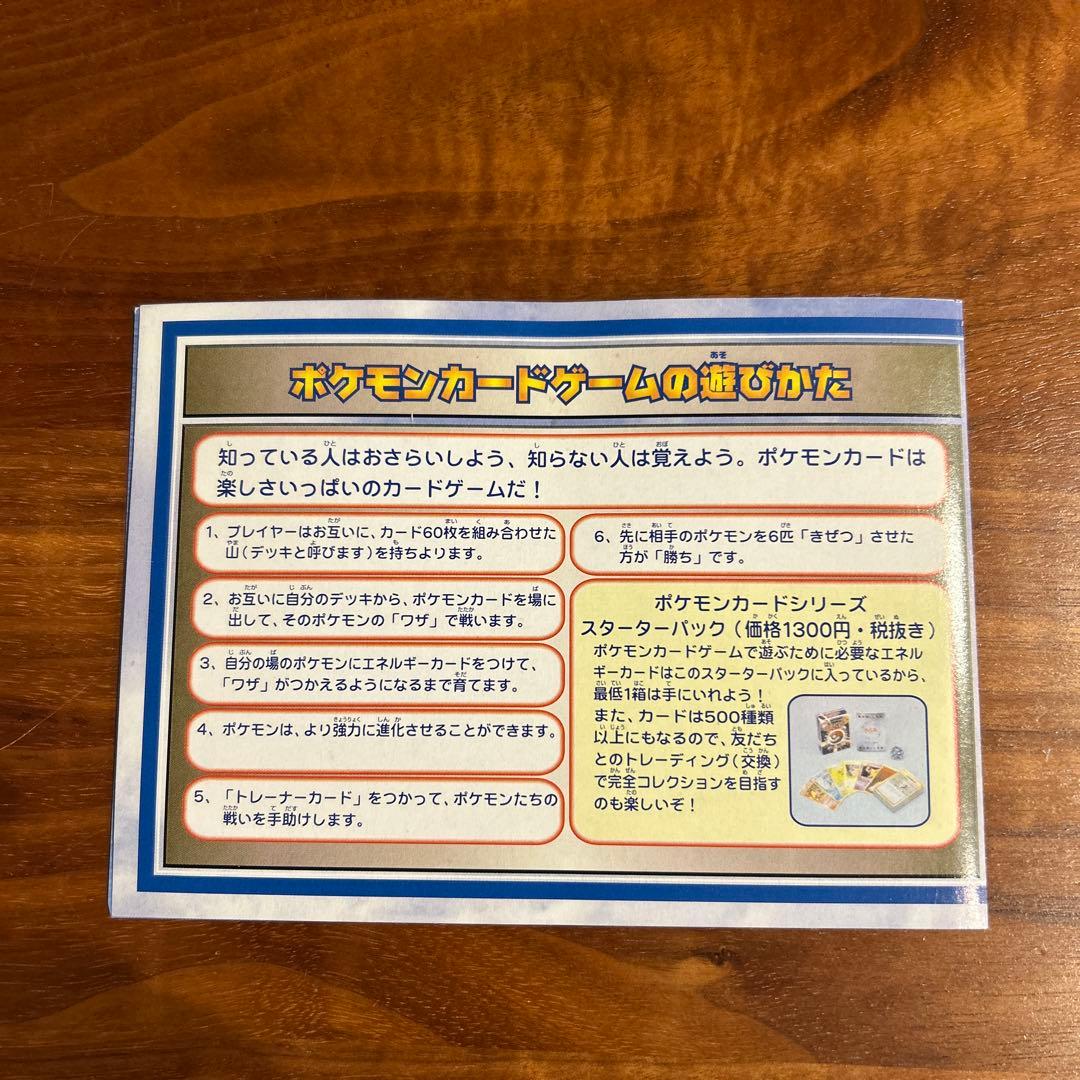 ポケモンカードゲームの遊びかた
知っている人はおさらいしよう、知らない人は覚えよう。ポケモンカードは
楽しさいっぱいのカードゲームだ！
1、プレイヤーはお互いに、カード60枚を組み合わせた
山（デッキと呼びます）を持ちよります。
2、お互いに自分のデッキから、ポケモンカードを場に
出して、そのポケモンの「ワザ」で戦います。
3、自分の場のポケモンにエネルギーカードをつけて、
「ワザ」がつかえるようになるまで育てます。
4、ポケモンは、より強力に進化させることができます。
5、「トレーナーカード」をつかって、ポケモンたちの
戦いを手助けします。
6、先に相手のポケモンを6匹「きぜつ」させた
方が「勝ち」です。
ポケモンカードシリーズ
スターターパック（価格1300円・税抜き）
ポケモンカードゲームで遊ぶために必要なエネル
ギーカードはこのスターターパックに入っているから、
最低1箱は手にいれよう！
また、カードは500種類
以上にもなるので、友だち
とのトレーディング（交換）
で完全コレクションを目指す
のも楽しいぞ！